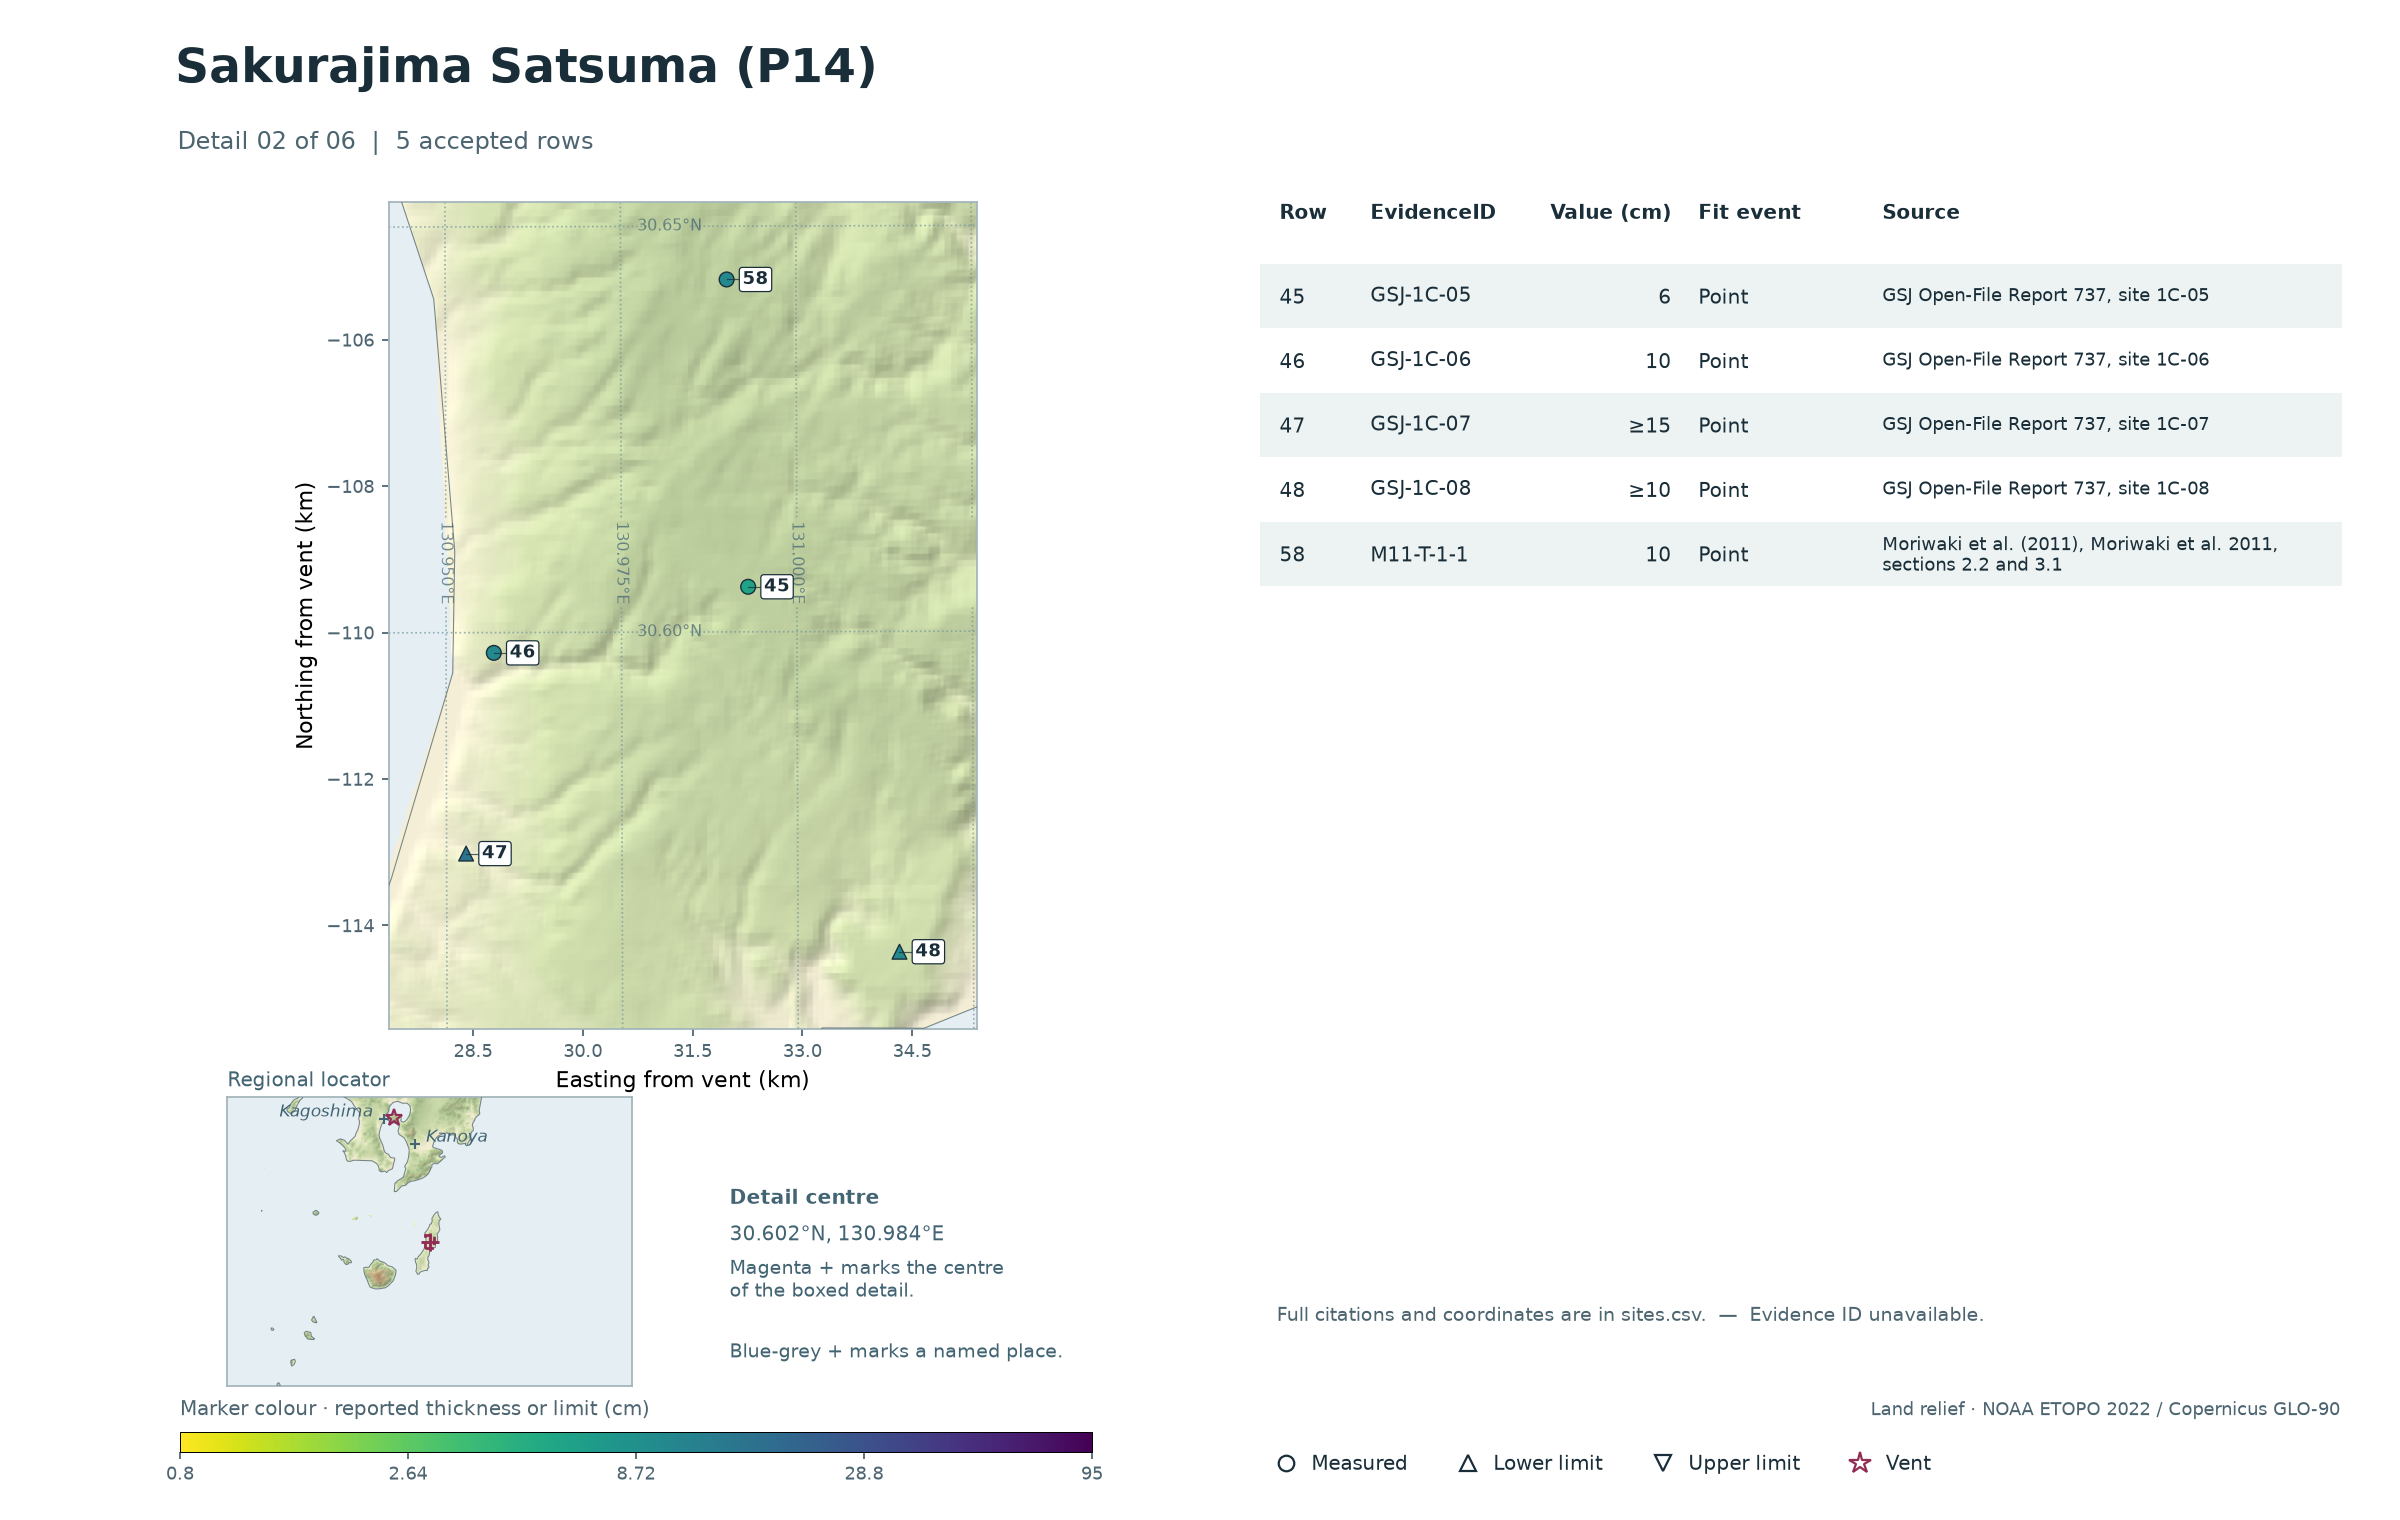 Sakurajima Satsuma (P14)
Detail 02 of 06 | 5 accepted rows
30.65°N
58
−106
−108
130.950°E
130.975°E
131.000°E
45
−110
30.60°N
46
−112
47
−114
48
Northing from vent (km)
28.5 30.0 31.5 33.0 34.5
Easting from vent (km)
Row EvidenceID Value (cm) Fit event Source
45 GSJ-1C-05 6 Point GSJ Open-File Report 737, site 1C-05
46 GSJ-1C-06 10 Point GSJ Open-File Report 737, site 1C-06
47 GSJ-1C-07 ≥15 Point GSJ Open-File Report 737, site 1C-07
48 GSJ-1C-08 ≥10 Point GSJ Open-File Report 737, site 1C-08
58 M11-T-1-1 10 Point Moriwaki et al. (2011), Moriwaki et al. 2011,
sections 2.2 and 3.1
Regional locator
Kagoshima
Kanoya
Detail centre
30.602°N, 130.984°E
Magenta + marks the centre
of the boxed detail.
Blue-grey + marks a named place.
Full citations and coordinates are in sites.csv. — Evidence ID unavailable.
Marker colour · reported thickness or limit (cm)
0.8 2.64 8.72 28.8 95
Land relief · NOAA ETOPO 2022 / Copernicus GLO-90
Measured Lower limit Upper limit Vent